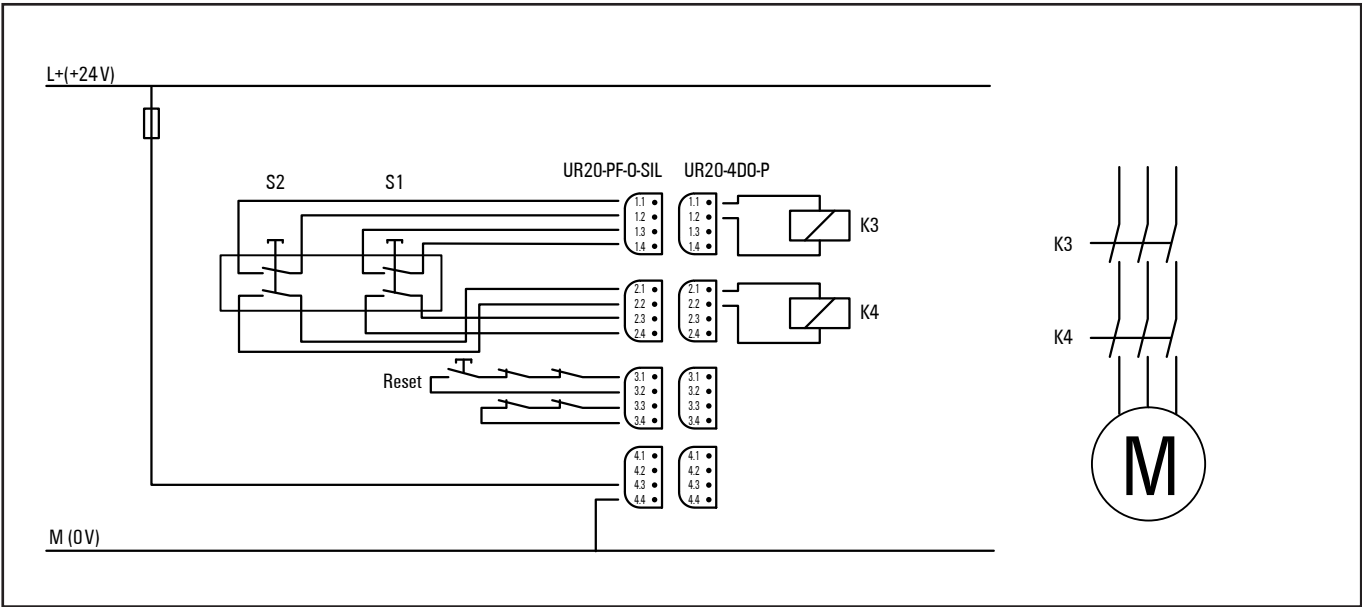 L+(+24 V)
UR20-PF-O-SIL UR20-4DO-P
S2 S1
1.1 1.1
1.2 1.2
1.3 1.3
1.4 1.4
K3
2.1 2.1
2.2 2.2
2.3 2.3
2.4 2.4
K4
Reset
3.1 3.1
3.2 3.2
3.3 3.3
3.4 3.4
4.1 4.1
4.2 4.2
4.3 4.3
4.4 4.4
M (0 V)
K3
K4
M